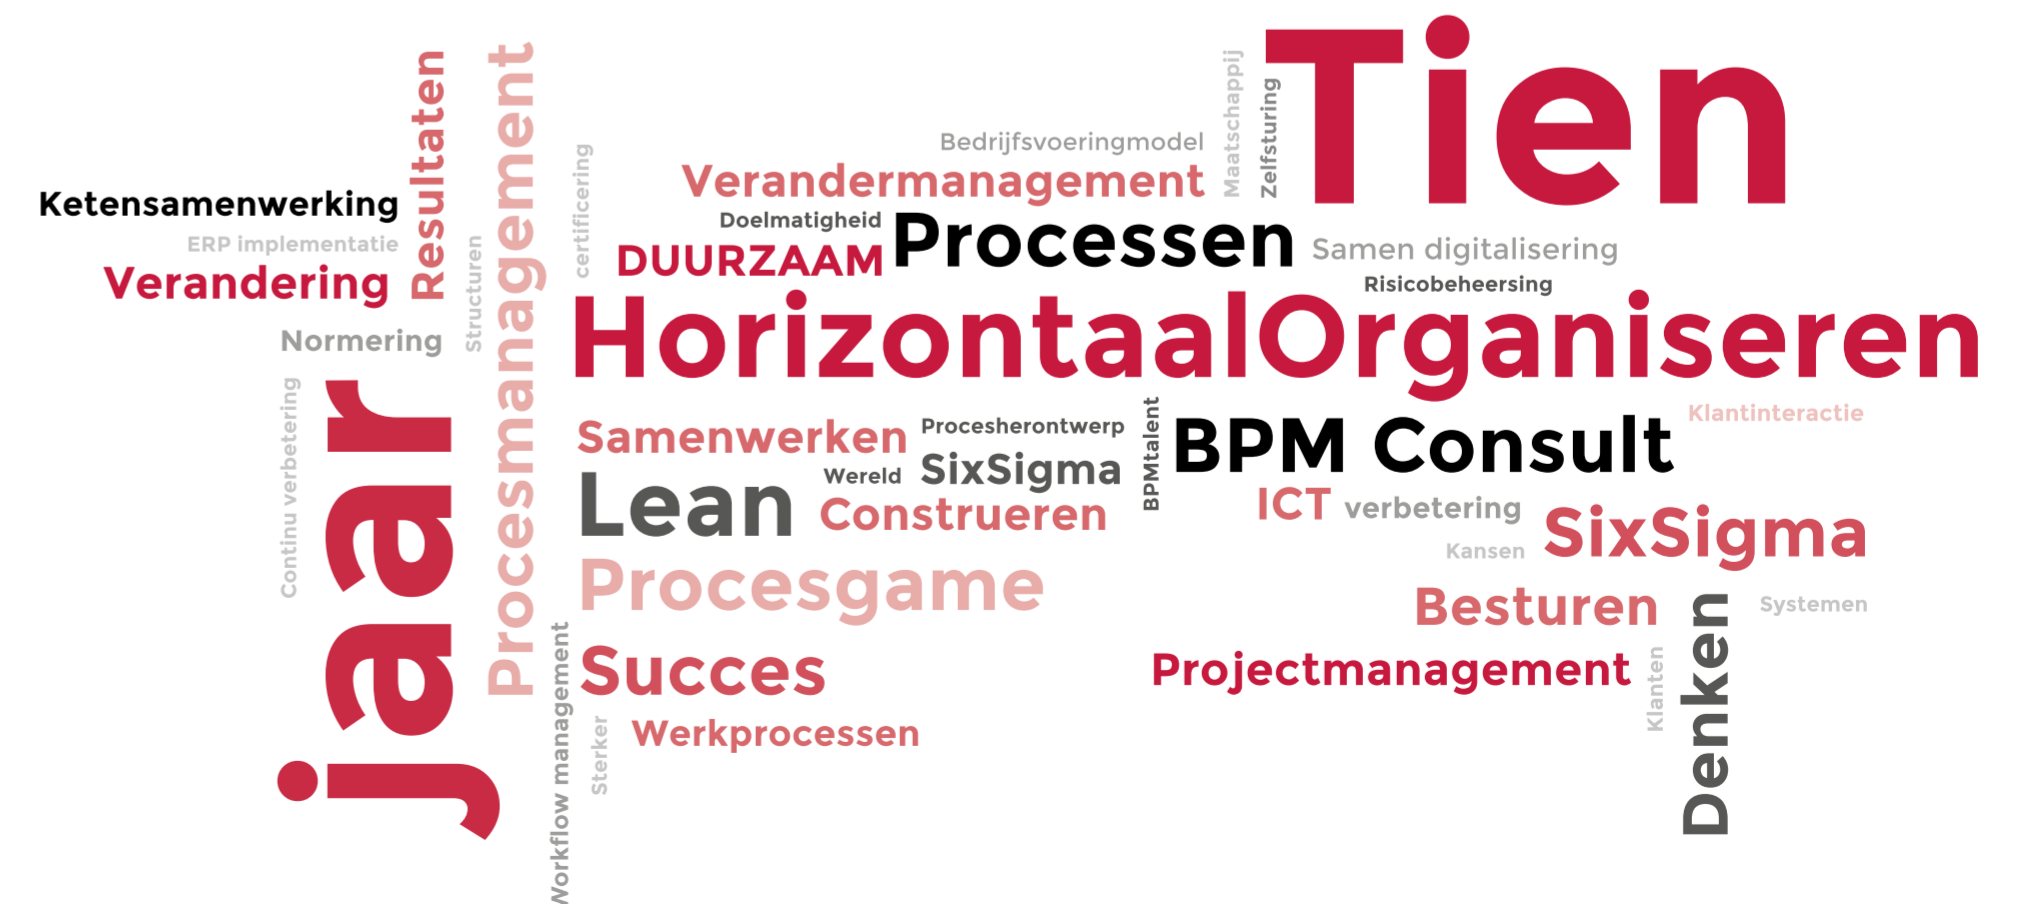 Tien
Maatschappij
Zelfsturing
Bedrijfsvoeringmodel
Verandermanagement
Doelmatigheid
DUURZAAM
Processen
Samen digitalisering
Risicobeheersing
Resultaten
Procesmanagement
certificering
Ketensamenwerking
ERP implementatie
Verandering
Structuren
Normering
HorizontaalOrganiseren
jaar
Continu verbetering
Samenwerken
Procesherontwerp
BPMtalent
BPM Consult
Klantinteractie
Wereld
SixSigma
Lean
Construeren
ICT
verbetering
SixSigma
Kansen
Procesgame
Besturen
Systemen
Denken
Succes
Projectmanagement
Klanten
Workflow management
Sterker
Werkprocessen